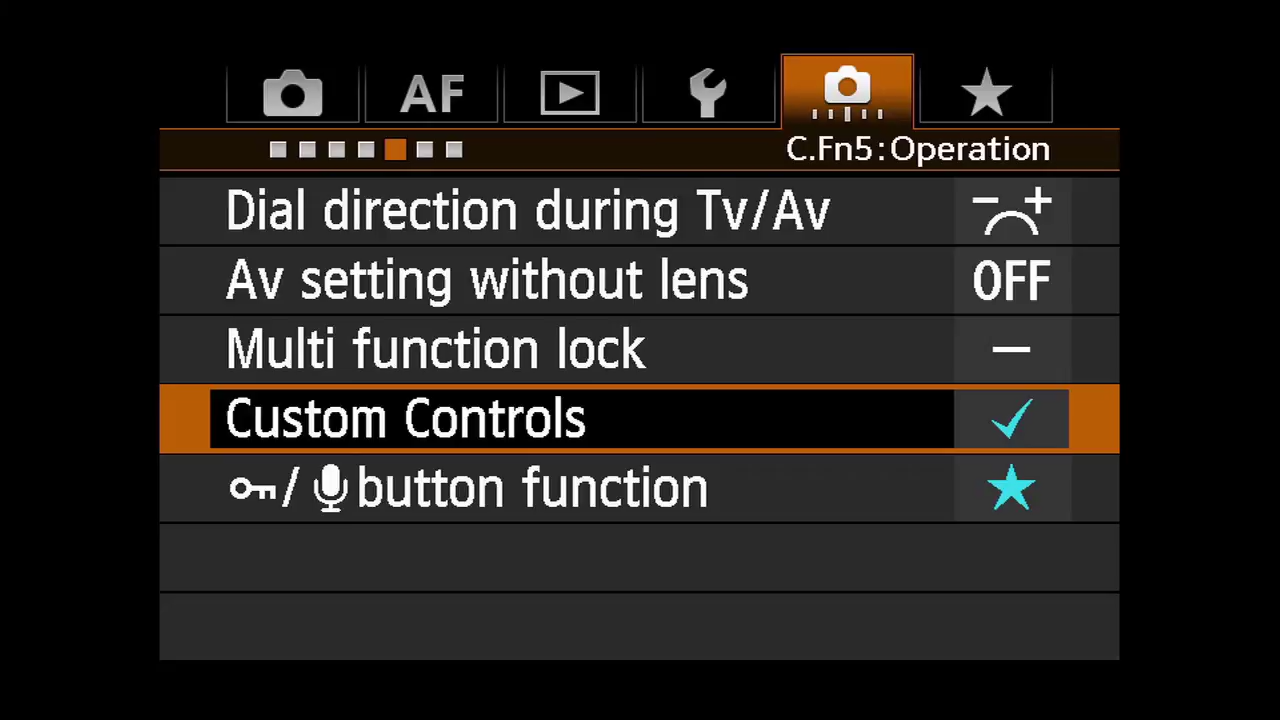 AF
C.Fn5:Operation
Dial direction during Tv/Av
Av setting without lens OFF
Multi function lock
Custom Controls
/ button function